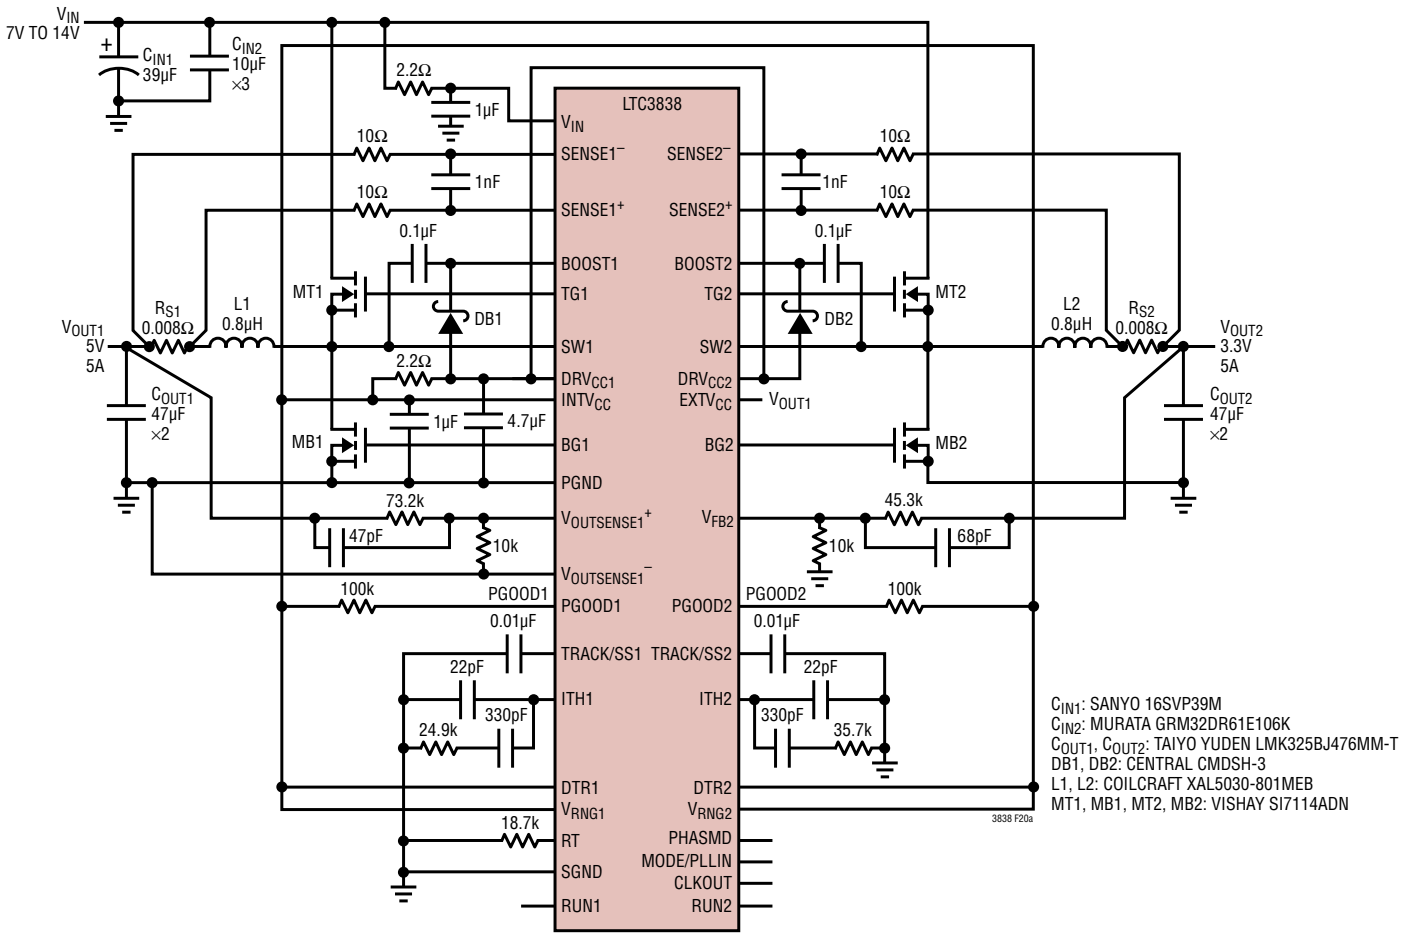 VIN
7V TO 14V
+
CIN1
39µF
CIN2
10µF
×3
2.2Ω
1µF
LTC3838
VIN
10Ω
SENSE1–
SENSE2–
10Ω
1nF
1nF
10Ω
SENSE1+
SENSE2+
10Ω
0.1µF
0.1µF
BOOST1
BOOST2
MT1
TG1
TG2
MT2
DB1
DB2
VOUT1
5V
5A
RS1
0.008Ω
L1
0.8µH
SW1
SW2
L2
0.8µH
RS2
0.008Ω
VOUT2
3.3V
5A
2.2Ω
DRVCC1
DRVCC2
INTVCC
EXTVCC
VOUT1
COUT1
47µF
×2
1µF
4.7µF
COUT2
47µF
×2
MB1
BG1
BG2
MB2
PGND
73.2k
VOUTSENSE1+
VFB2
45.3k
47pF
10k
10k
68pF
VOUTSENSE1–
100k
PGOOD1
PGOOD1
PGOOD2
PGOOD2
100k
0.01µF
0.01µF
TRACK/SS1
TRACK/SS2
22pF
22pF
ITH1
ITH2
330pF
330pF
24.9k
35.7k
DTR1
DTR2
VRNG1
VRNG2
18.7k
RT
PHASMD
MODE/PLLIN
SGND
CLKOUT
RUN1
RUN2
CIN1: SANYO 16SVP39M
CIN2: MURATA GRM32DR61E106K
COUT1, COUT2: TAIYO YUDEN LMK325BJ476MM-T
DB1, DB2: CENTRAL CMDSH-3
L1, L2: COILCRAFT XAL5030-801MEB
MT1, MB1, MT2, MB2: VISHAY SI7114ADN
3838 F20a